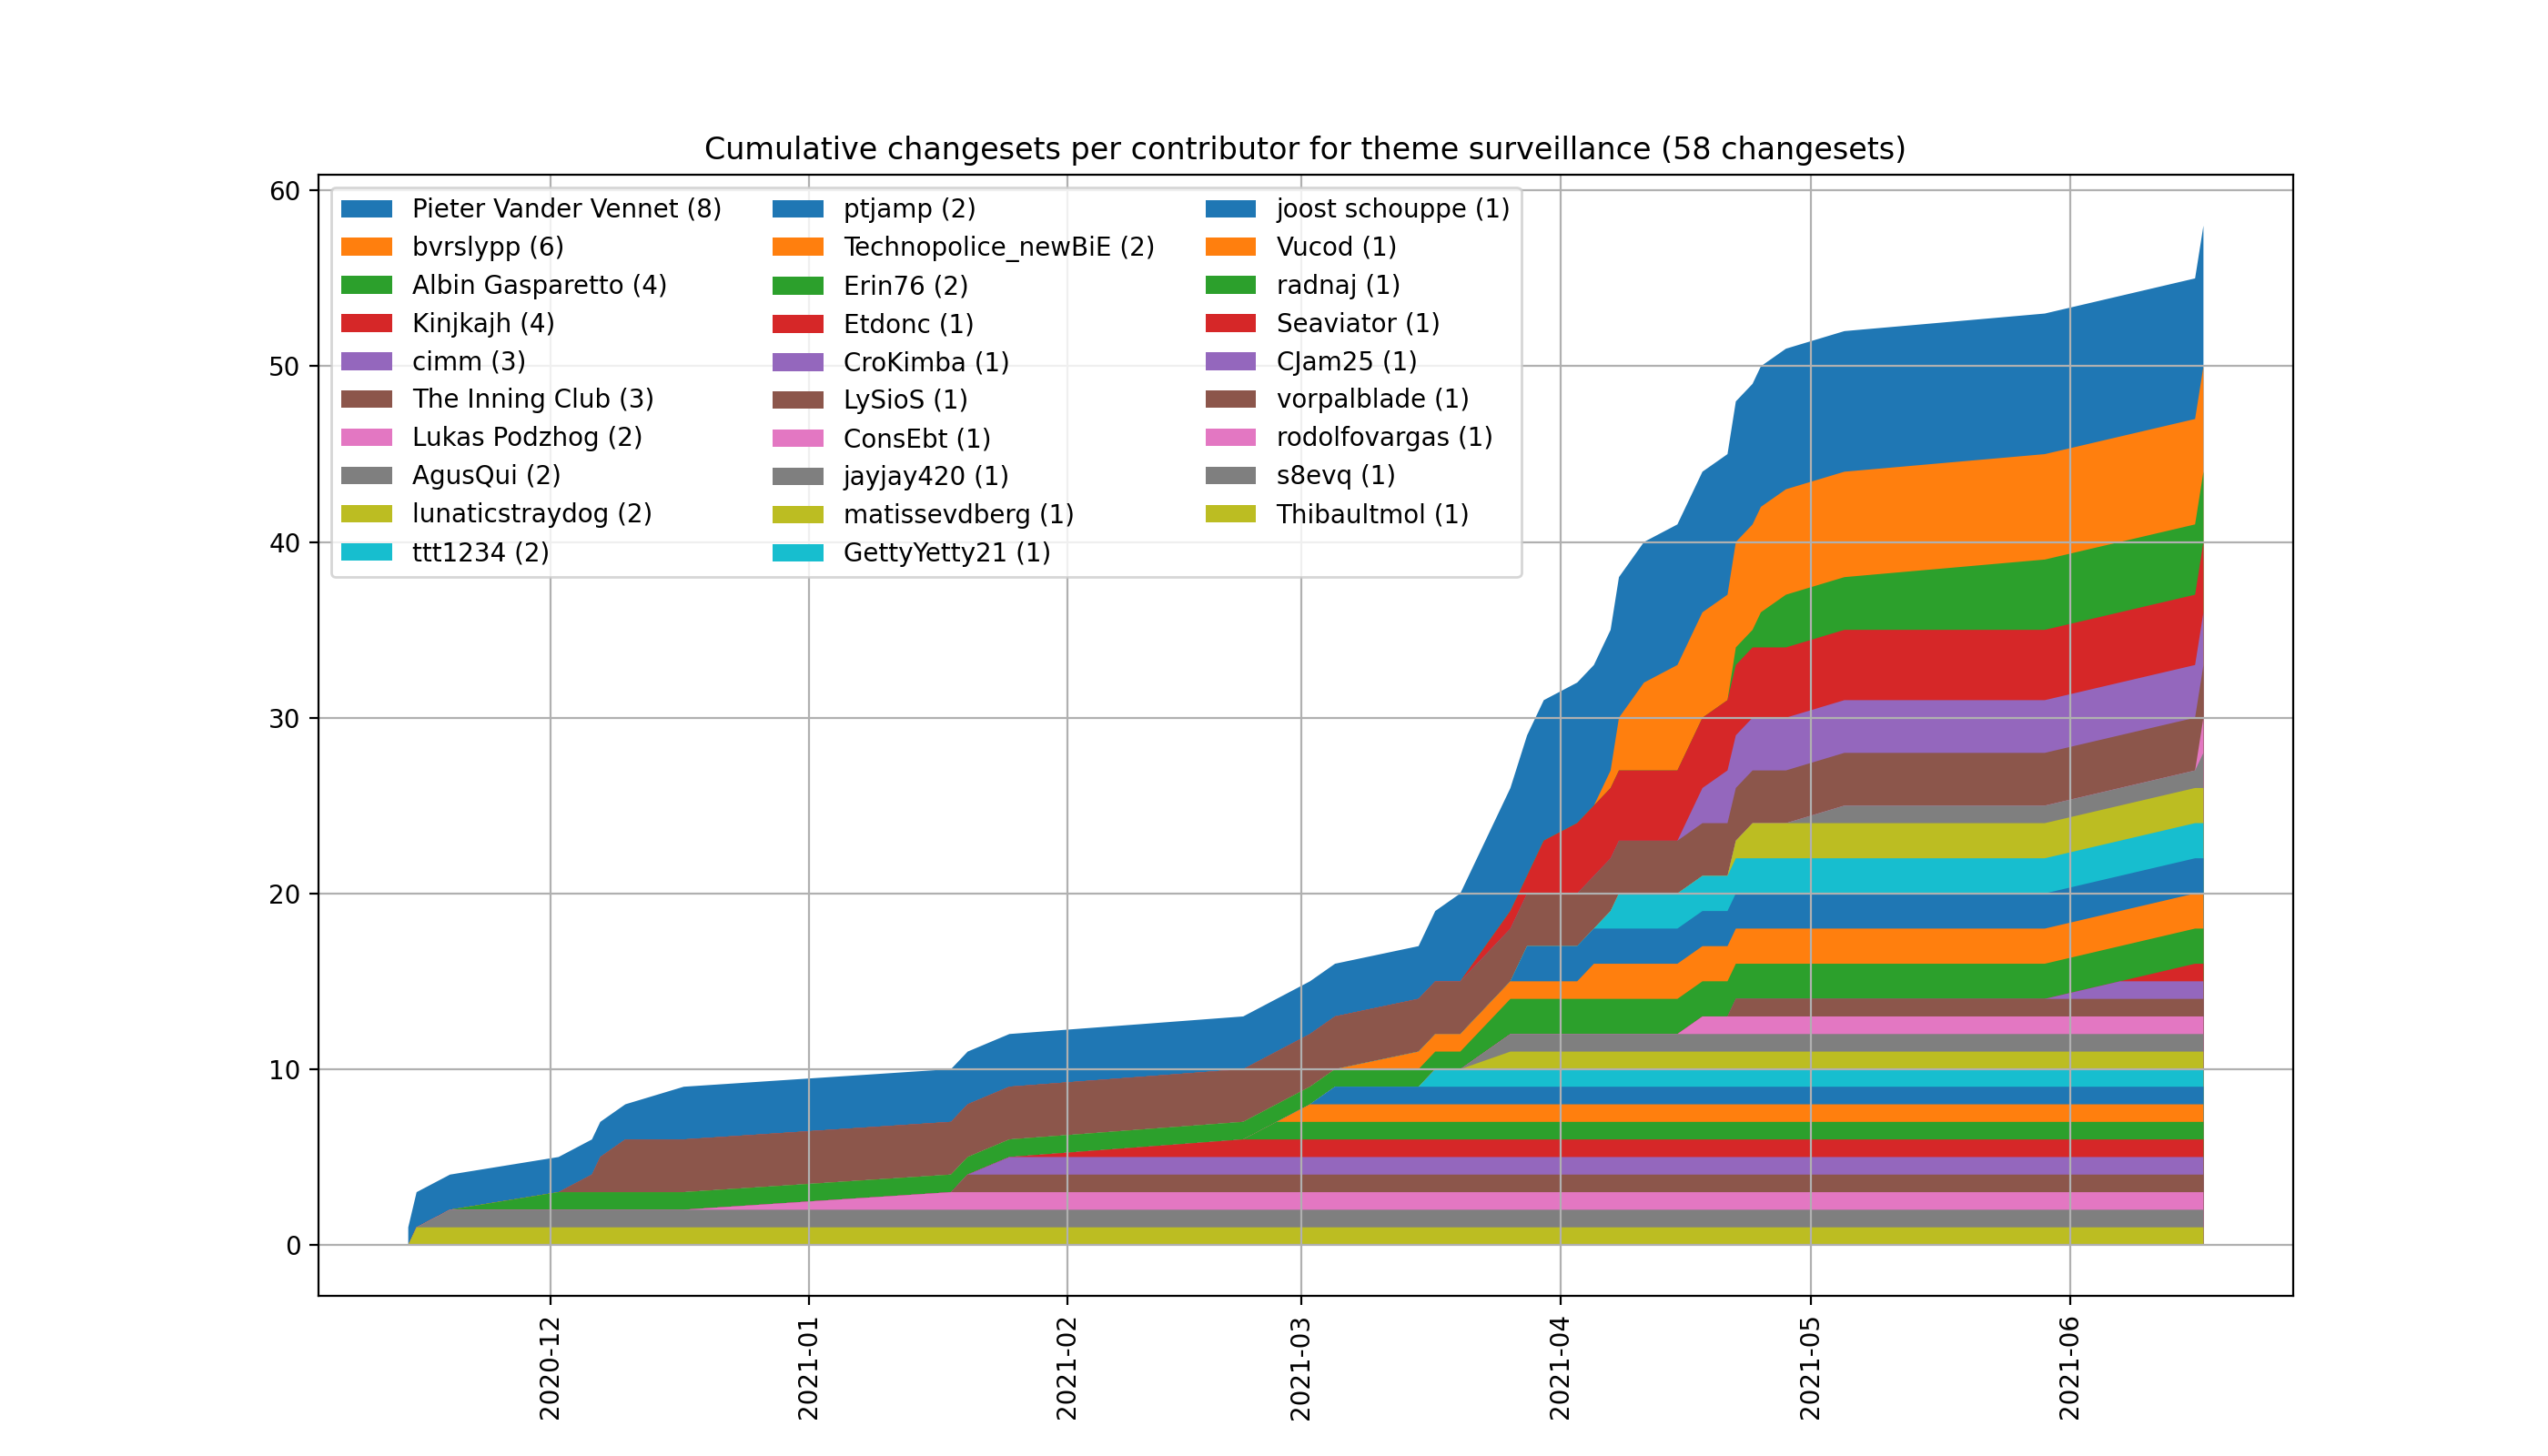 Cumulative changesets per contributor for theme surveillance (58 changesets)
60
50
40
30
20
10
0
Pieter Vander Vennet (8)
bvrslypp (6)
Albin Gasparetto (4)
Kinjkajh (4)
cimm (3)
The Inning Club (3)
Lukas Podzhog (2)
AgusQui (2)
lunaticstraydog (2)
ttt1234 (2)
ptjamp (2)
Technopolice_newBiE (2)
Erin76 (2)
Etdonc (1)
CroKimba (1)
LySioS (1)
ConsEbt (1)
jayjay420 (1)
matissevdberg (1)
GettyYetty21 (1)
joost schouppe (1)
Vucod (1)
radnaj (1)
Seaviator (1)
CJam25 (1)
vorpalblade (1)
rodolfovargas (1)
s8evq (1)
Thibaultmol (1)
2020-12
2021-01
2021-02
2021-03
2021-04
2021-05
2021-06